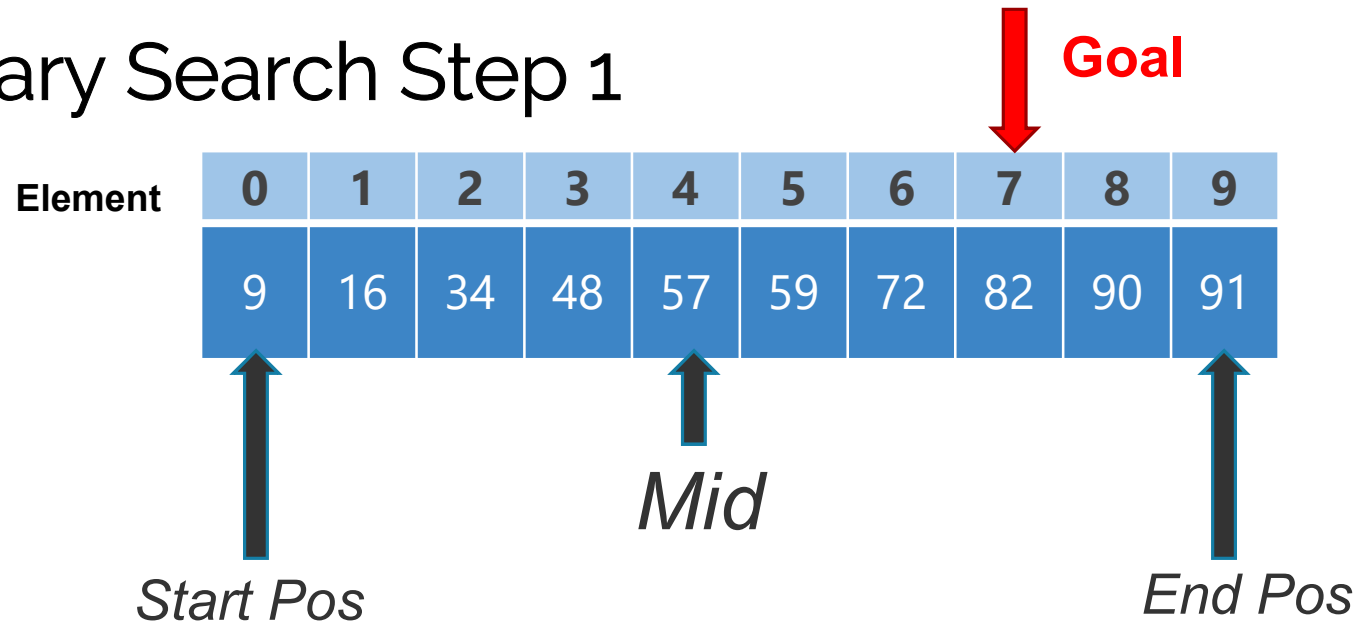 ary Search Step 1
Goal
Element 0 1 2 3 4 5 6 7 8 9
9 16 34 48 57 59 72 82 90 91
Mid
Start Pos
End Pos